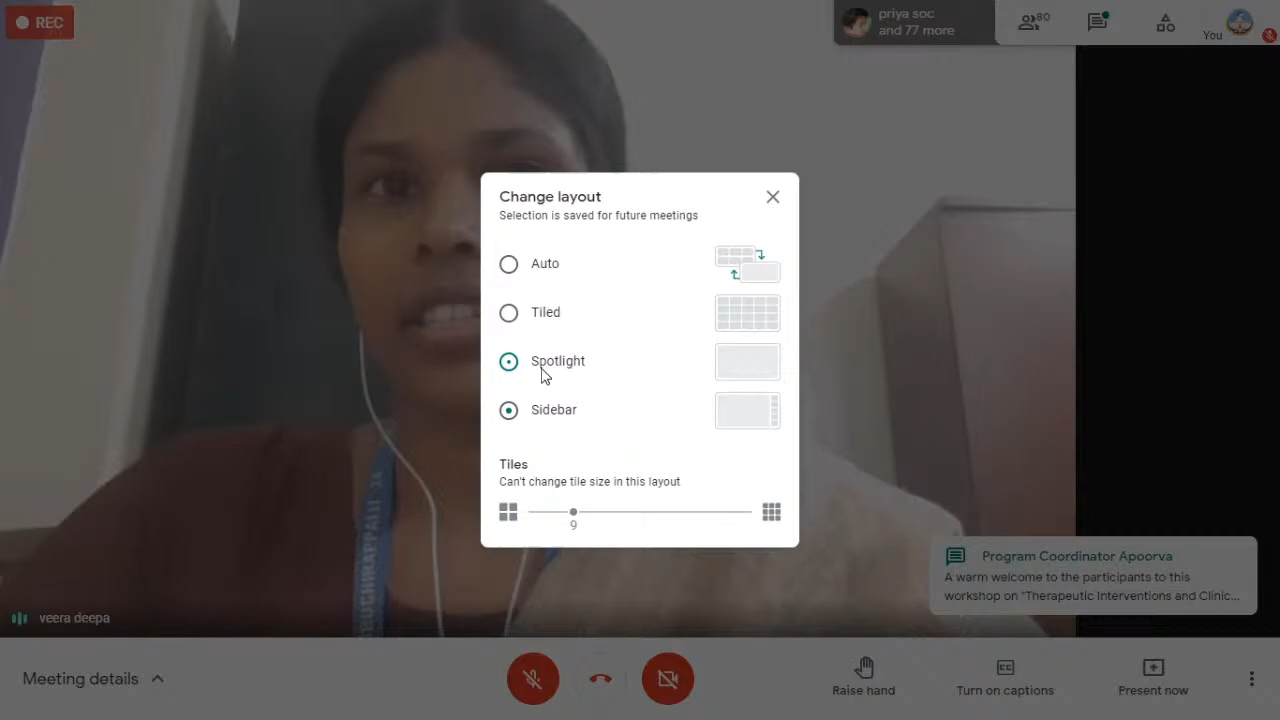 REC
priya soc
and 77 more
80
You
Change layout
Selection is saved for future meetings
Auto
Tiled
Spotlight
Sidebar
Tiles
Can't change tile size in this layout
9
Program Coordinator Apoorva
A warm welcome to the participants to this
workshop on "Therapeutic Interventions and Clinic...
veera deepa
Meeting details
CC
Raise hand
Turn on captions
Present now